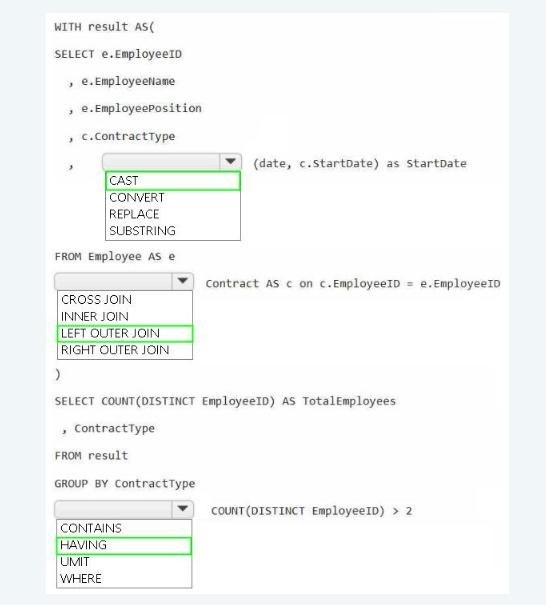 WITH result AS(
SELECT e.EmployeeID
, e.EmployeeName
, e.EmployeePosition
, c.ContractType
, (date, c.StartDate) as StartDate
CAST
CONVERT
REPLACE
SUBSTRING
FROM Employee AS e
Contract AS c on c.EmployeeID = e.EmployeeID
CROSS JOIN
INNER JOIN
LEFT OUTER JOIN
RIGHT OUTER JOIN
)
SELECT COUNT(DISTINCT EmployeeID) AS TotalEmployees
, ContractType
FROM result
GROUP BY ContractType
COUNT(DISTINCT EmployeeID) > 2
CONTAINS
HAVING
UMIT
WHERE